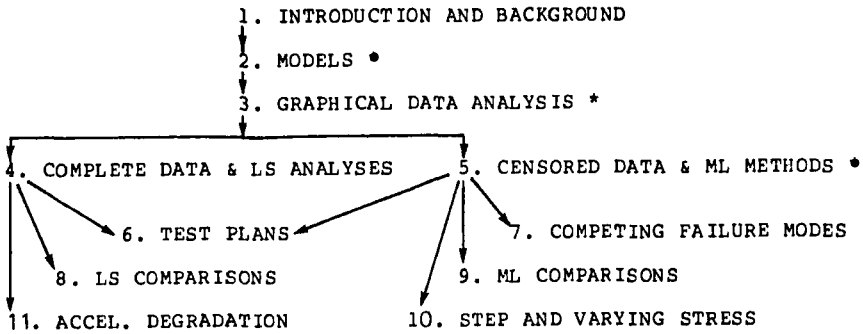 1. INTRODUCTION AND BACKGROUND
2. MODELS •
3. GRAPHICAL DATA ANALYSIS *
4. COMPLETE DATA & LS ANALYSES
5. CENSORED DATA & ML METHODS •
6. TEST PLANS
7. COMPETING FAILURE MODES
8. LS COMPARISONS
9. ML COMPARISONS
11. ACCEL. DEGRADATION
10. STEP AND VARYING STRESS